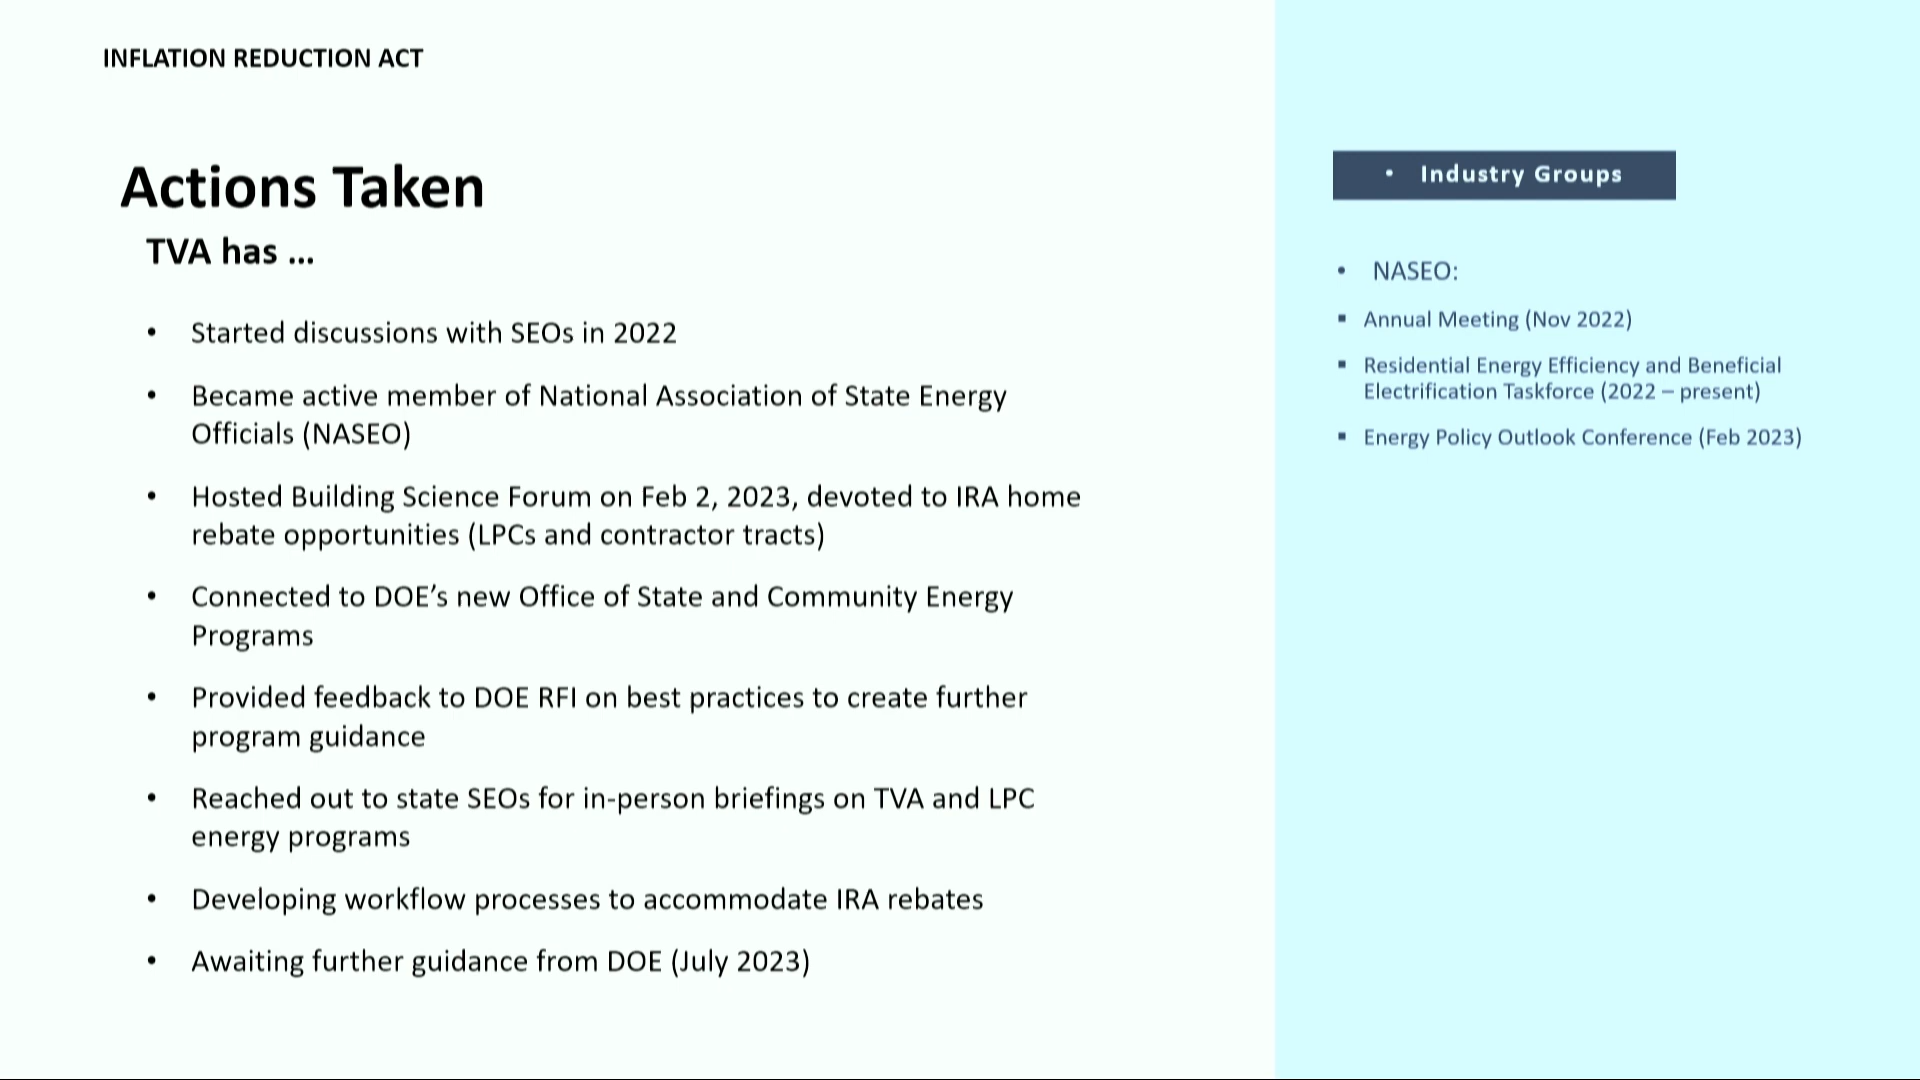 INFLATION REDUCTION ACT
Actions Taken
TVA has ...
• Started discussions with SEOs in 2022
• Became active member of National Association of State Energy
Officials (NASEO)
• Hosted Building Science Forum on Feb 2, 2023, devoted to IRA home
rebate opportunities (LPCs and contractor tracts)
• Connected to DOE’s new Office of State and Community Energy
Programs
• Provided feedback to DOE RFI on best practices to create further
program guidance
• Reached out to state SEOs for in-person briefings on TVA and LPC
energy programs
• Developing workflow processes to accommodate IRA rebates
• Awaiting further guidance from DOE (July 2023)
• Industry Groups
• NASEO:
▪ Annual Meeting (Nov 2022)
▪ Residential Energy Efficiency and Beneficial
Electrification Taskforce (2022 – present)
▪ Energy Policy Outlook Conference (Feb 2023)